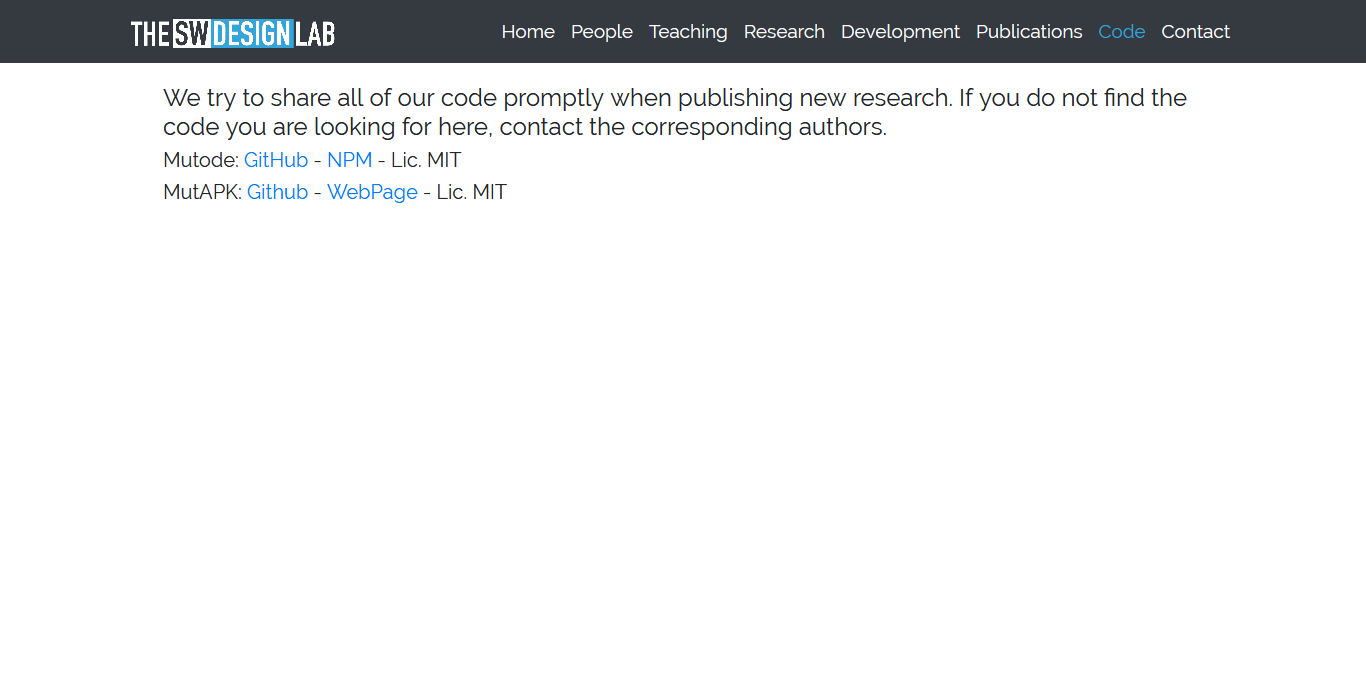 THE SW DESIGN LAB
Home People Teaching Research Development Publications Code Contact
We try to share all of our code promptly when publishing new research. If you do not find the
code you are looking for here, contact the corresponding authors.
Mutode: GitHub - NPM - Lic. MIT
MutAPK: Github - WebPage - Lic. MIT